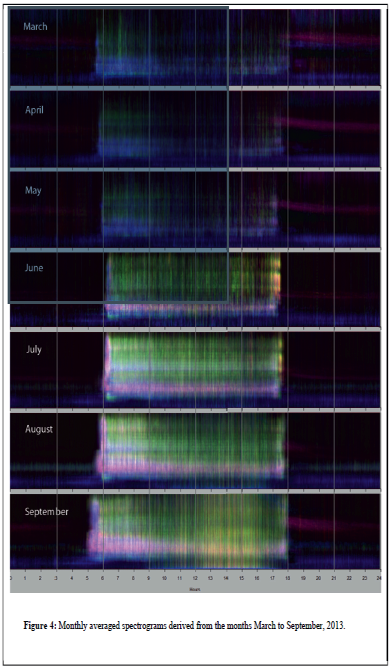 March
April
May
June
July
August
September
0 1 2 3 4 5 6 7 8 9 10 11 12 13 14 15 16 17 18 19 20 21 22 23 24
Hours
Figure 4: Monthly averaged spectrograms derived from the months March to September, 2013.